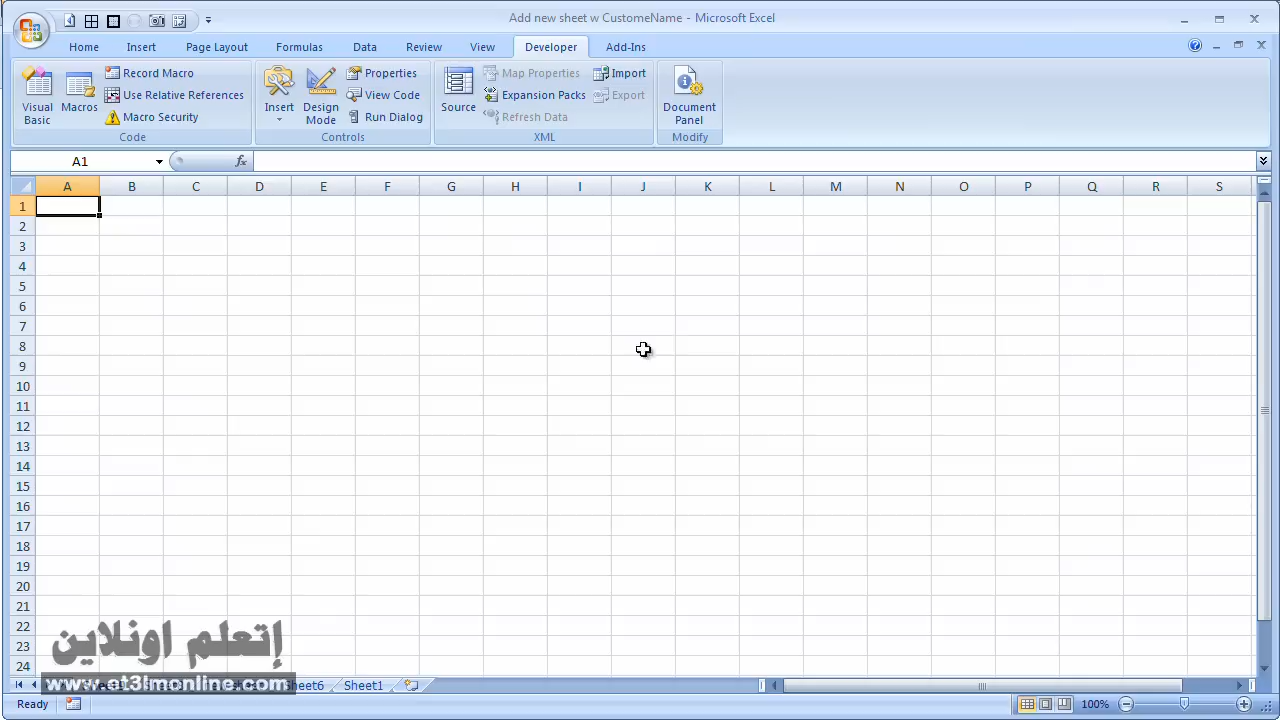 Add new sheet w CustomeName - Microsoft Excel
Home Insert Page Layout Formulas Data Review View Developer Add-Ins
Visual Basic
Macros
Record Macro
Use Relative References
Macro Security
Code
Insert
Design Mode
Properties
View Code
Run Dialog
Controls
Source
Map Properties
Expansion Packs
Refresh Data
Import
Export
XML
Document Panel
Modify
A1 fx
A B C D E F G H I J K L M N O P Q R S
1
2
3
4
5
6
7
8
9
10
11
12
13
14
15
16
17
18
19
20
21
22
23
24
إتعلم اونلاين
www.et3lmonline.com
Sheet6 Sheet1
Ready 100%